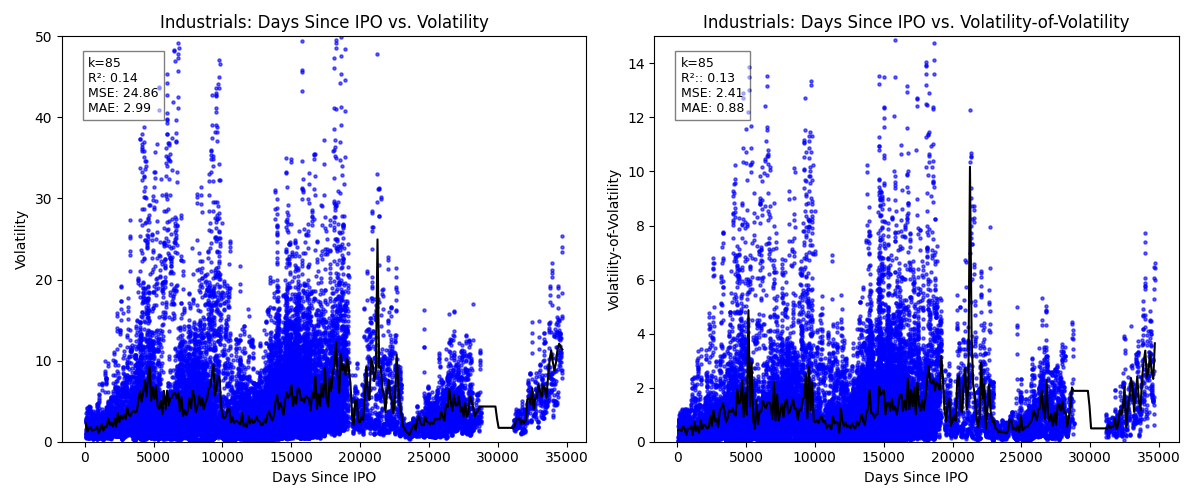 Industrials: Days Since IPO vs. Volatility
50
40
30
20
10
0
Volatility
k=85
R²: 0.14
MSE: 24.86
MAE: 2.99
0 5000 10000 15000 20000 25000 30000 35000
Days Since IPO
Industrials: Days Since IPO vs. Volatility-of-Volatility
14
12
10
8
6
4
2
0
Volatility-of-Volatility
k=85
R²:: 0.13
MSE: 2.41
MAE: 0.88
0 5000 10000 15000 20000 25000 30000 35000
Days Since IPO